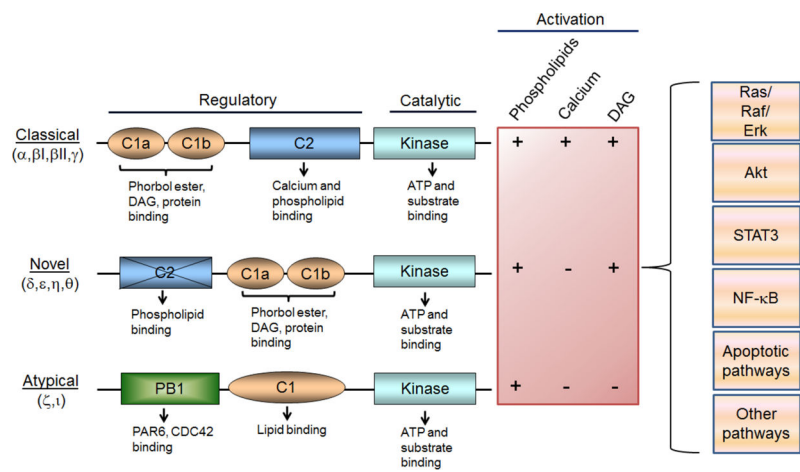 Activation
Regulatory
Catalytic
Phospholipids
Calcium
DAG
Classical
(α,βI,βII,γ)
C1a
C1b
C2
Kinase
+ + +
Phorbol ester,
DAG, protein
binding
Calcium and
phospholipid
binding
ATP and
substrate
binding
Novel
(δ,ε,η,θ)
C2
C1a
C1b
Kinase
+ - +
Phospholipid
binding
Phorbol ester,
DAG, protein
binding
ATP and
substrate
binding
Atypical
(ζ,ι)
PB1
C1
Kinase
+ - -
PAR6, CDC42
binding
Lipid binding
ATP and
substrate
binding
Ras/
Raf/
Erk
Akt
STAT3
NF-κB
Apoptotic
pathways
Other
pathways